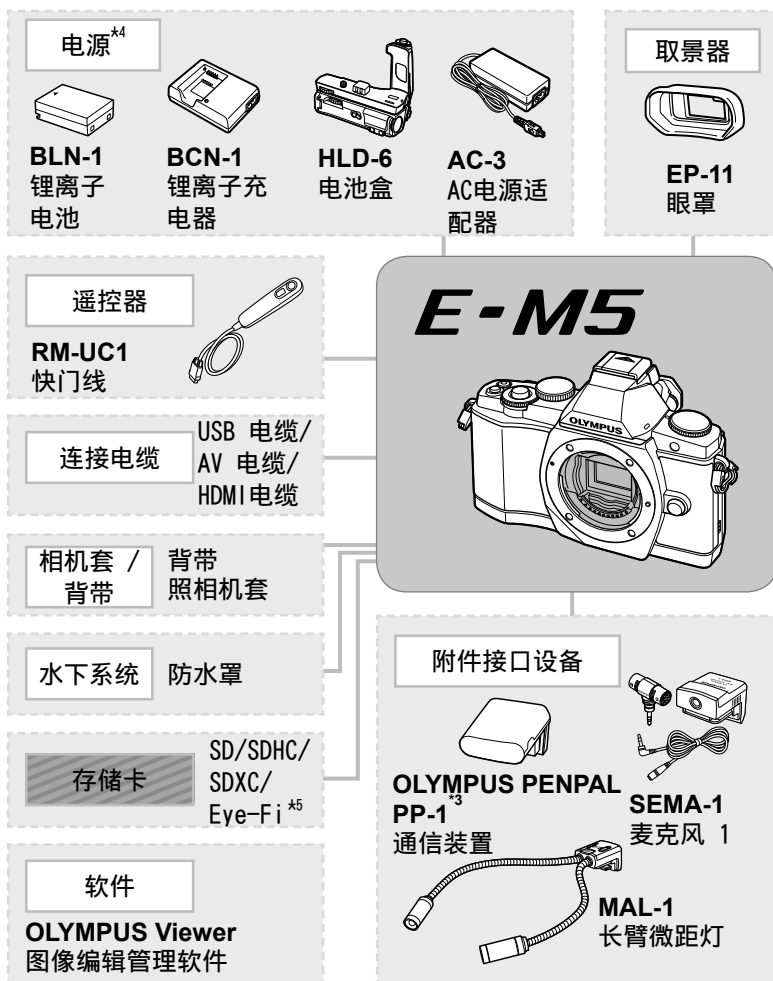 电源*4
BLN-1
锂离子
电池
BCN-1
锂离子充
电器
HLD-6
电池盒
AC-3
AC电源适
配器
取景器
EP-11
眼罩
遥控器
RM-UC1
快门线
连接电缆
USB 电缆/
AV 电缆/
HDMI电缆
相机套 /
背带
背带
照相机套
水下系统
防水罩
存储卡
SD/SDHC/
SDXC/
Eye-Fi*5
软件
OLYMPUS Viewer
图像编辑管理软件
E-M5
OLYMPUS
附件接口设备
OLYMPUS PENPAL
PP-1*3
通信装置
SEMA-1
麦克风 1
MAL-1
长臂微距灯